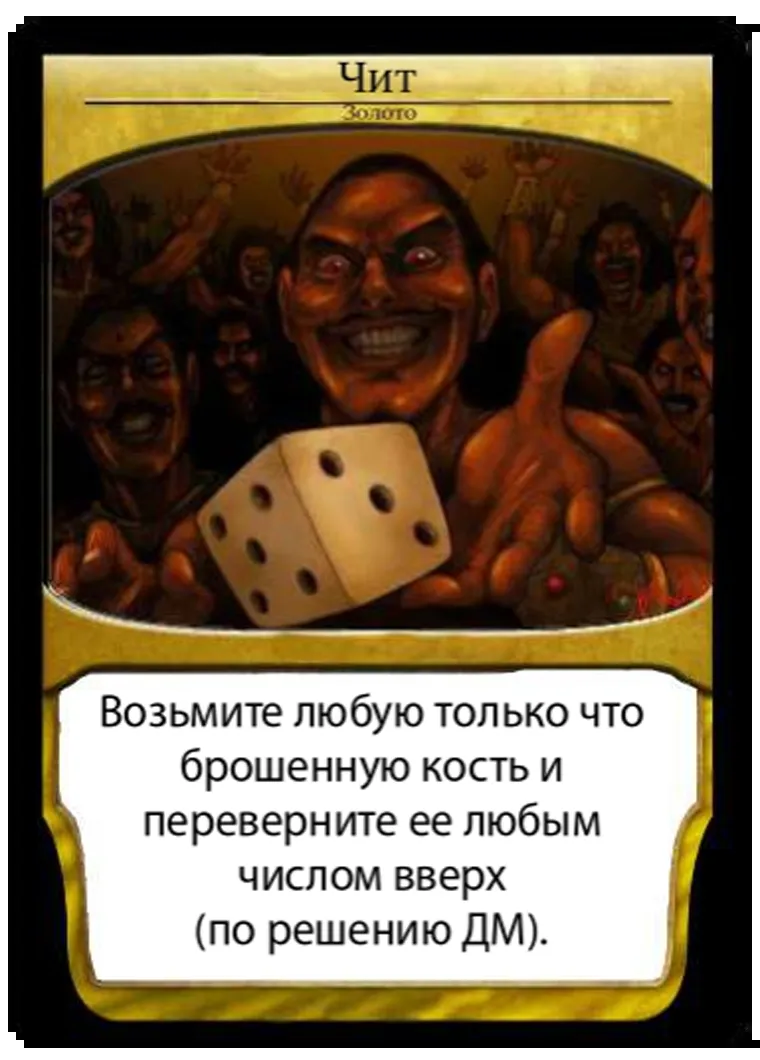 Чит
Золото
Возьмите любую только что
брошенную кость и
переверните ее любым
числом вверх
(по решению ДМ).